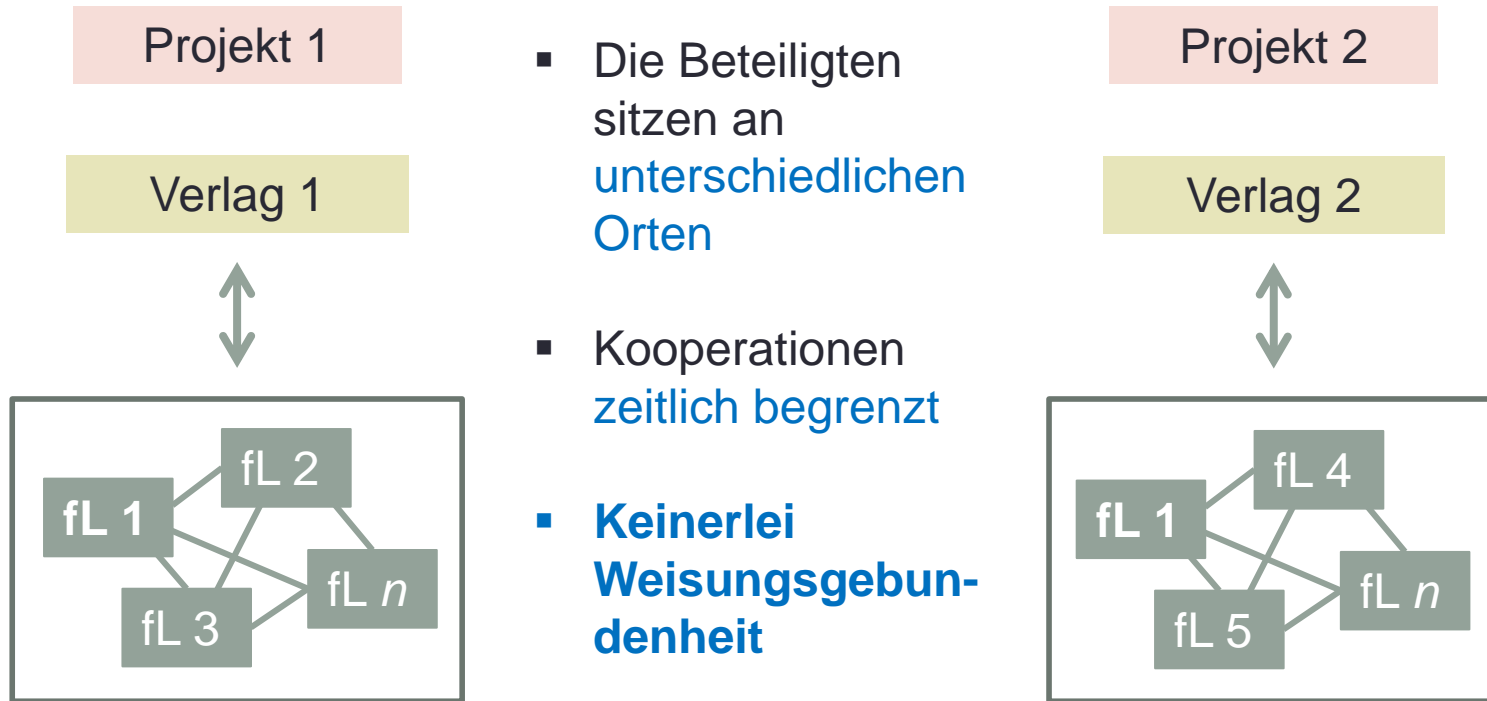 Projekt 1
Verlag 1
fL 2
fL 1
fL n
fL 3
▪ Die Beteiligten
sitzen an
unterschiedlichen
Orten
▪ Kooperationen
zeitlich begrenzt
▪ Keinerlei
Weisungsgebun-
denheit
Projekt 2
Verlag 2
fL 4
fL 1
fL n
fL 5